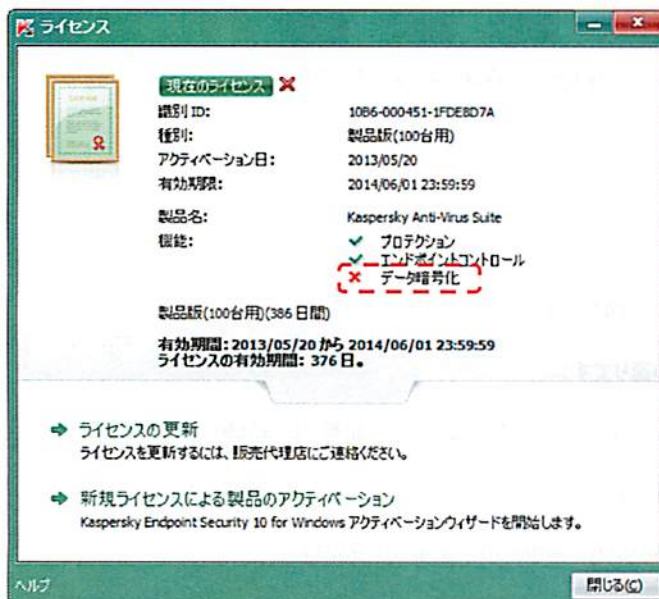 ライセンス
現在のライセンス
識別 ID: 10B6-000451-1FDE8D7A
種別: 製品版(100台用)
アクティベーション日: 2013/05/20
有効期限: 2014/06/01 23:59:59
製品名: Kaspersky Anti-Virus Suite
機能: プロテクション
エンドポイントコントロール
データ暗号化
製品版(100台用)(386 日間)
有効期間: 2013/05/20 から 2014/06/01 23:59:59
ライセンスの有効期間: 376 日。
ライセンスの更新
ライセンスを更新するには、販売代理店にご連絡ください。
新規ライセンスによる製品のアクティベーション
Kaspersky Endpoint Security 10 for Windows アクティベーションウィザードを開始します。
ヘルプ
閉じる(C)